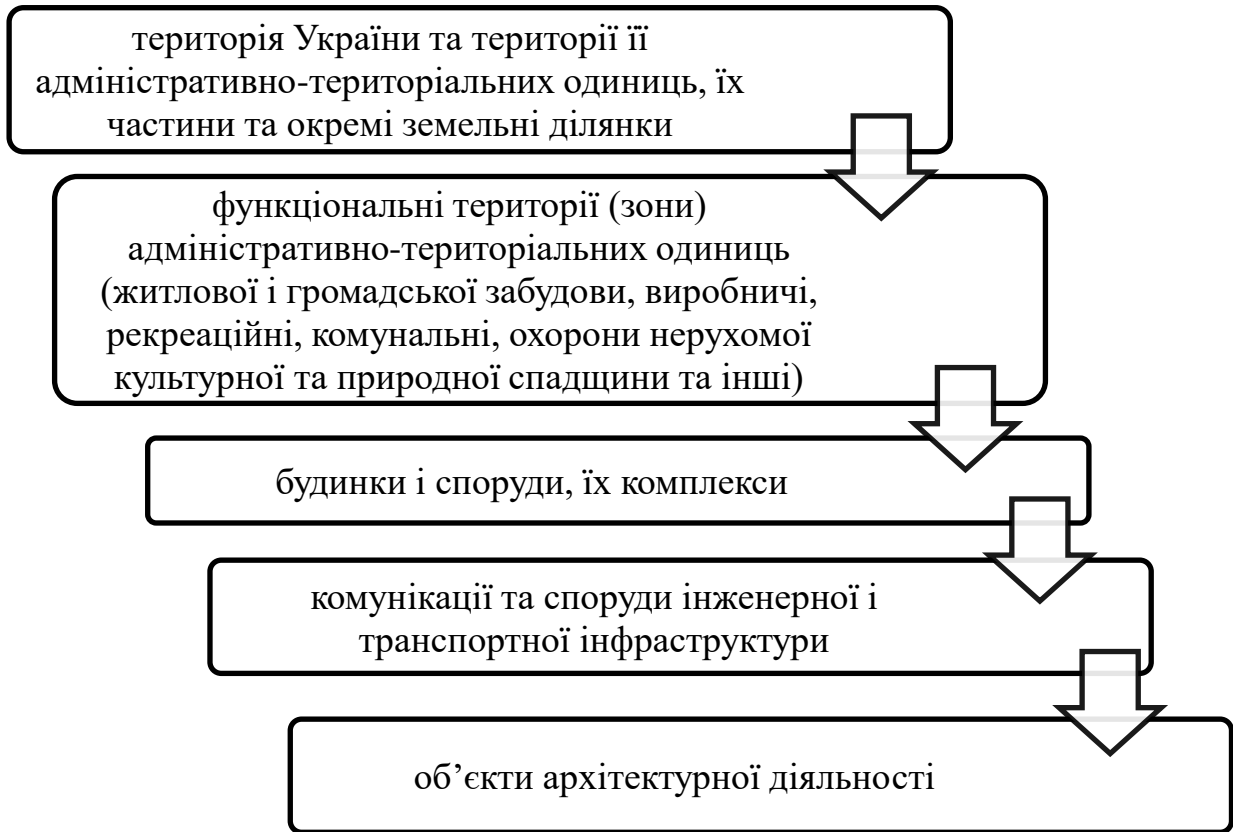 територія України та території її
адміністративно-територіальних одиниць, їх
частини та окремі земельні ділянки
функціональні території (зони)
адміністративно-територіальних одиниць
(житлової і громадської забудови, виробничі,
рекреаційні, комунальні, охорони нерухомої
культурної та природної спадщини та інші)
будинки і споруди, їх комплекси
комунікації та споруди інженерної і
транспортної інфраструктури
об’єкти архітектурної діяльності